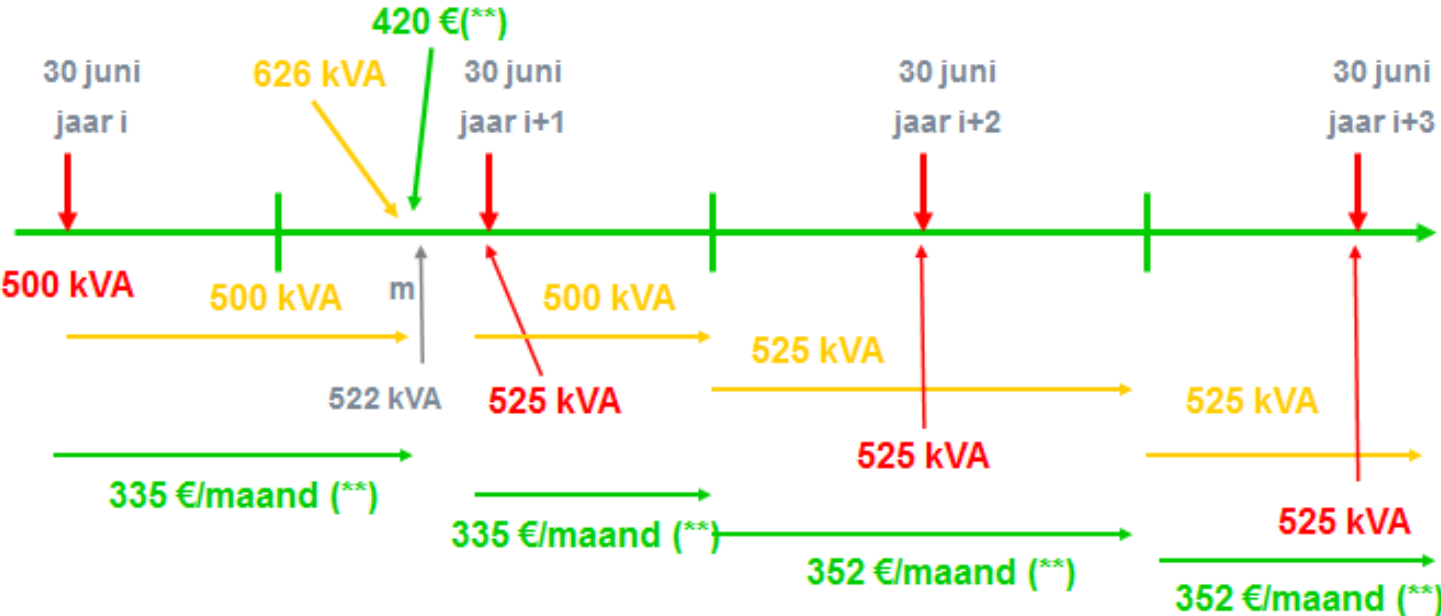 420 €(**)
30 juni
jaar i
626 kVA
30 juni
jaar i+1
30 juni
jaar i+2
30 juni
jaar i+3
500 kVA
500 kVA
m
500 kVA
522 kVA
525 kVA
525 kVA
525 kVA
525 kVA
525 kVA
335 €/maand (**)
335 €/maand (**)
352 €/maand (**)
352 €/maand (**)